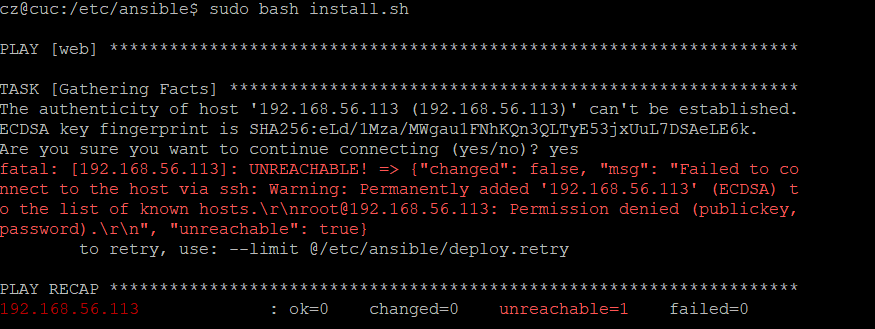 cz@cuc:/etc/ansible$ sudo bash install.sh
PLAY [web] *********************************************************************
TASK [Gathering Facts] *********************************************************
The authenticity of host '192.168.56.113 (192.168.56.113)' can't be established.
ECDSA key fingerprint is SHA256:eLd/1Mza/MWgau1FNhKQn3QLTyE53jxUuL7DSAeLE6k.
Are you sure you want to continue connecting (yes/no)? yes
fatal: [192.168.56.113]: UNREACHABLE! => {"changed": false, "msg": "Failed to co
nnect to the host via ssh: Warning: Permanently added '192.168.56.113' (ECDSA) t
o the list of known hosts.\r\nroot@192.168.56.113: Permission denied (publickey,
password).\r\n", "unreachable": true}
to retry, use: --limit @/etc/ansible/deploy.retry
PLAY RECAP *********************************************************************
192.168.56.113 : ok=0 changed=0 unreachable=1 failed=0